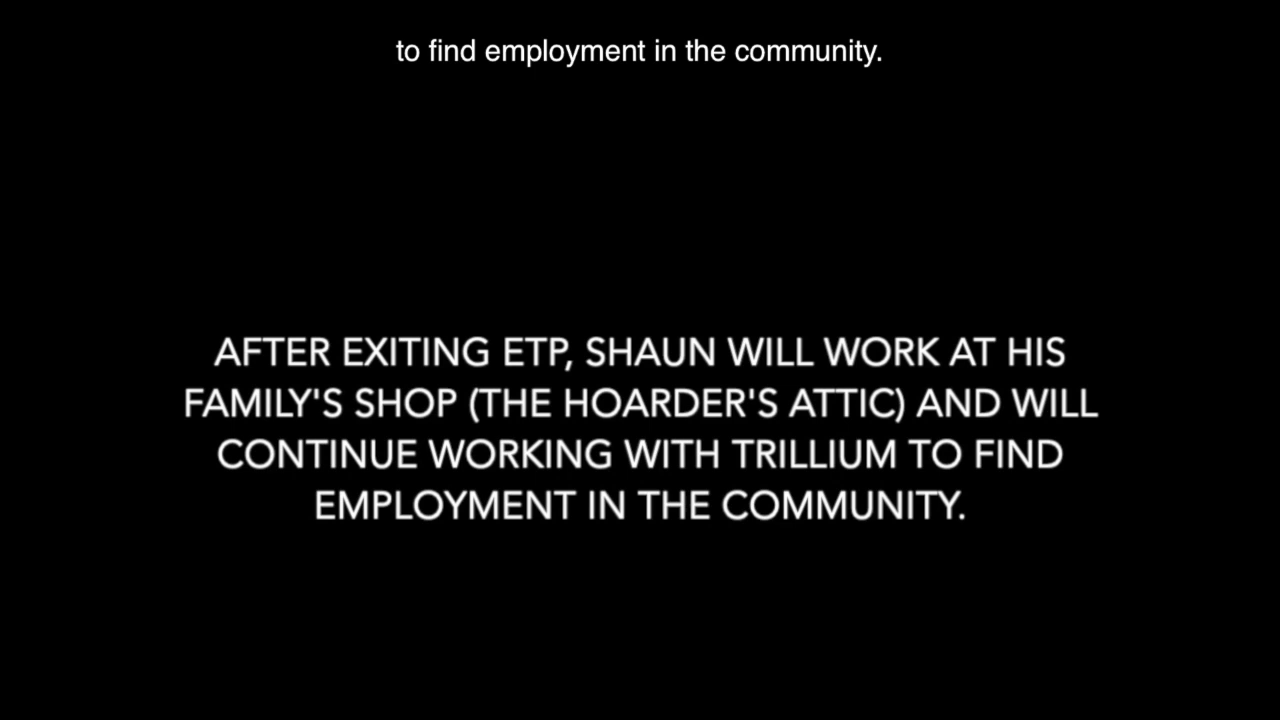 to find employment in the community.
AFTER EXITING ETP, SHAUN WILL WORK AT HIS
FAMILY'S SHOP (THE HOARDER'S ATTIC) AND WILL
CONTINUE WORKING WITH TRILLIUM TO FIND
EMPLOYMENT IN THE COMMUNITY.